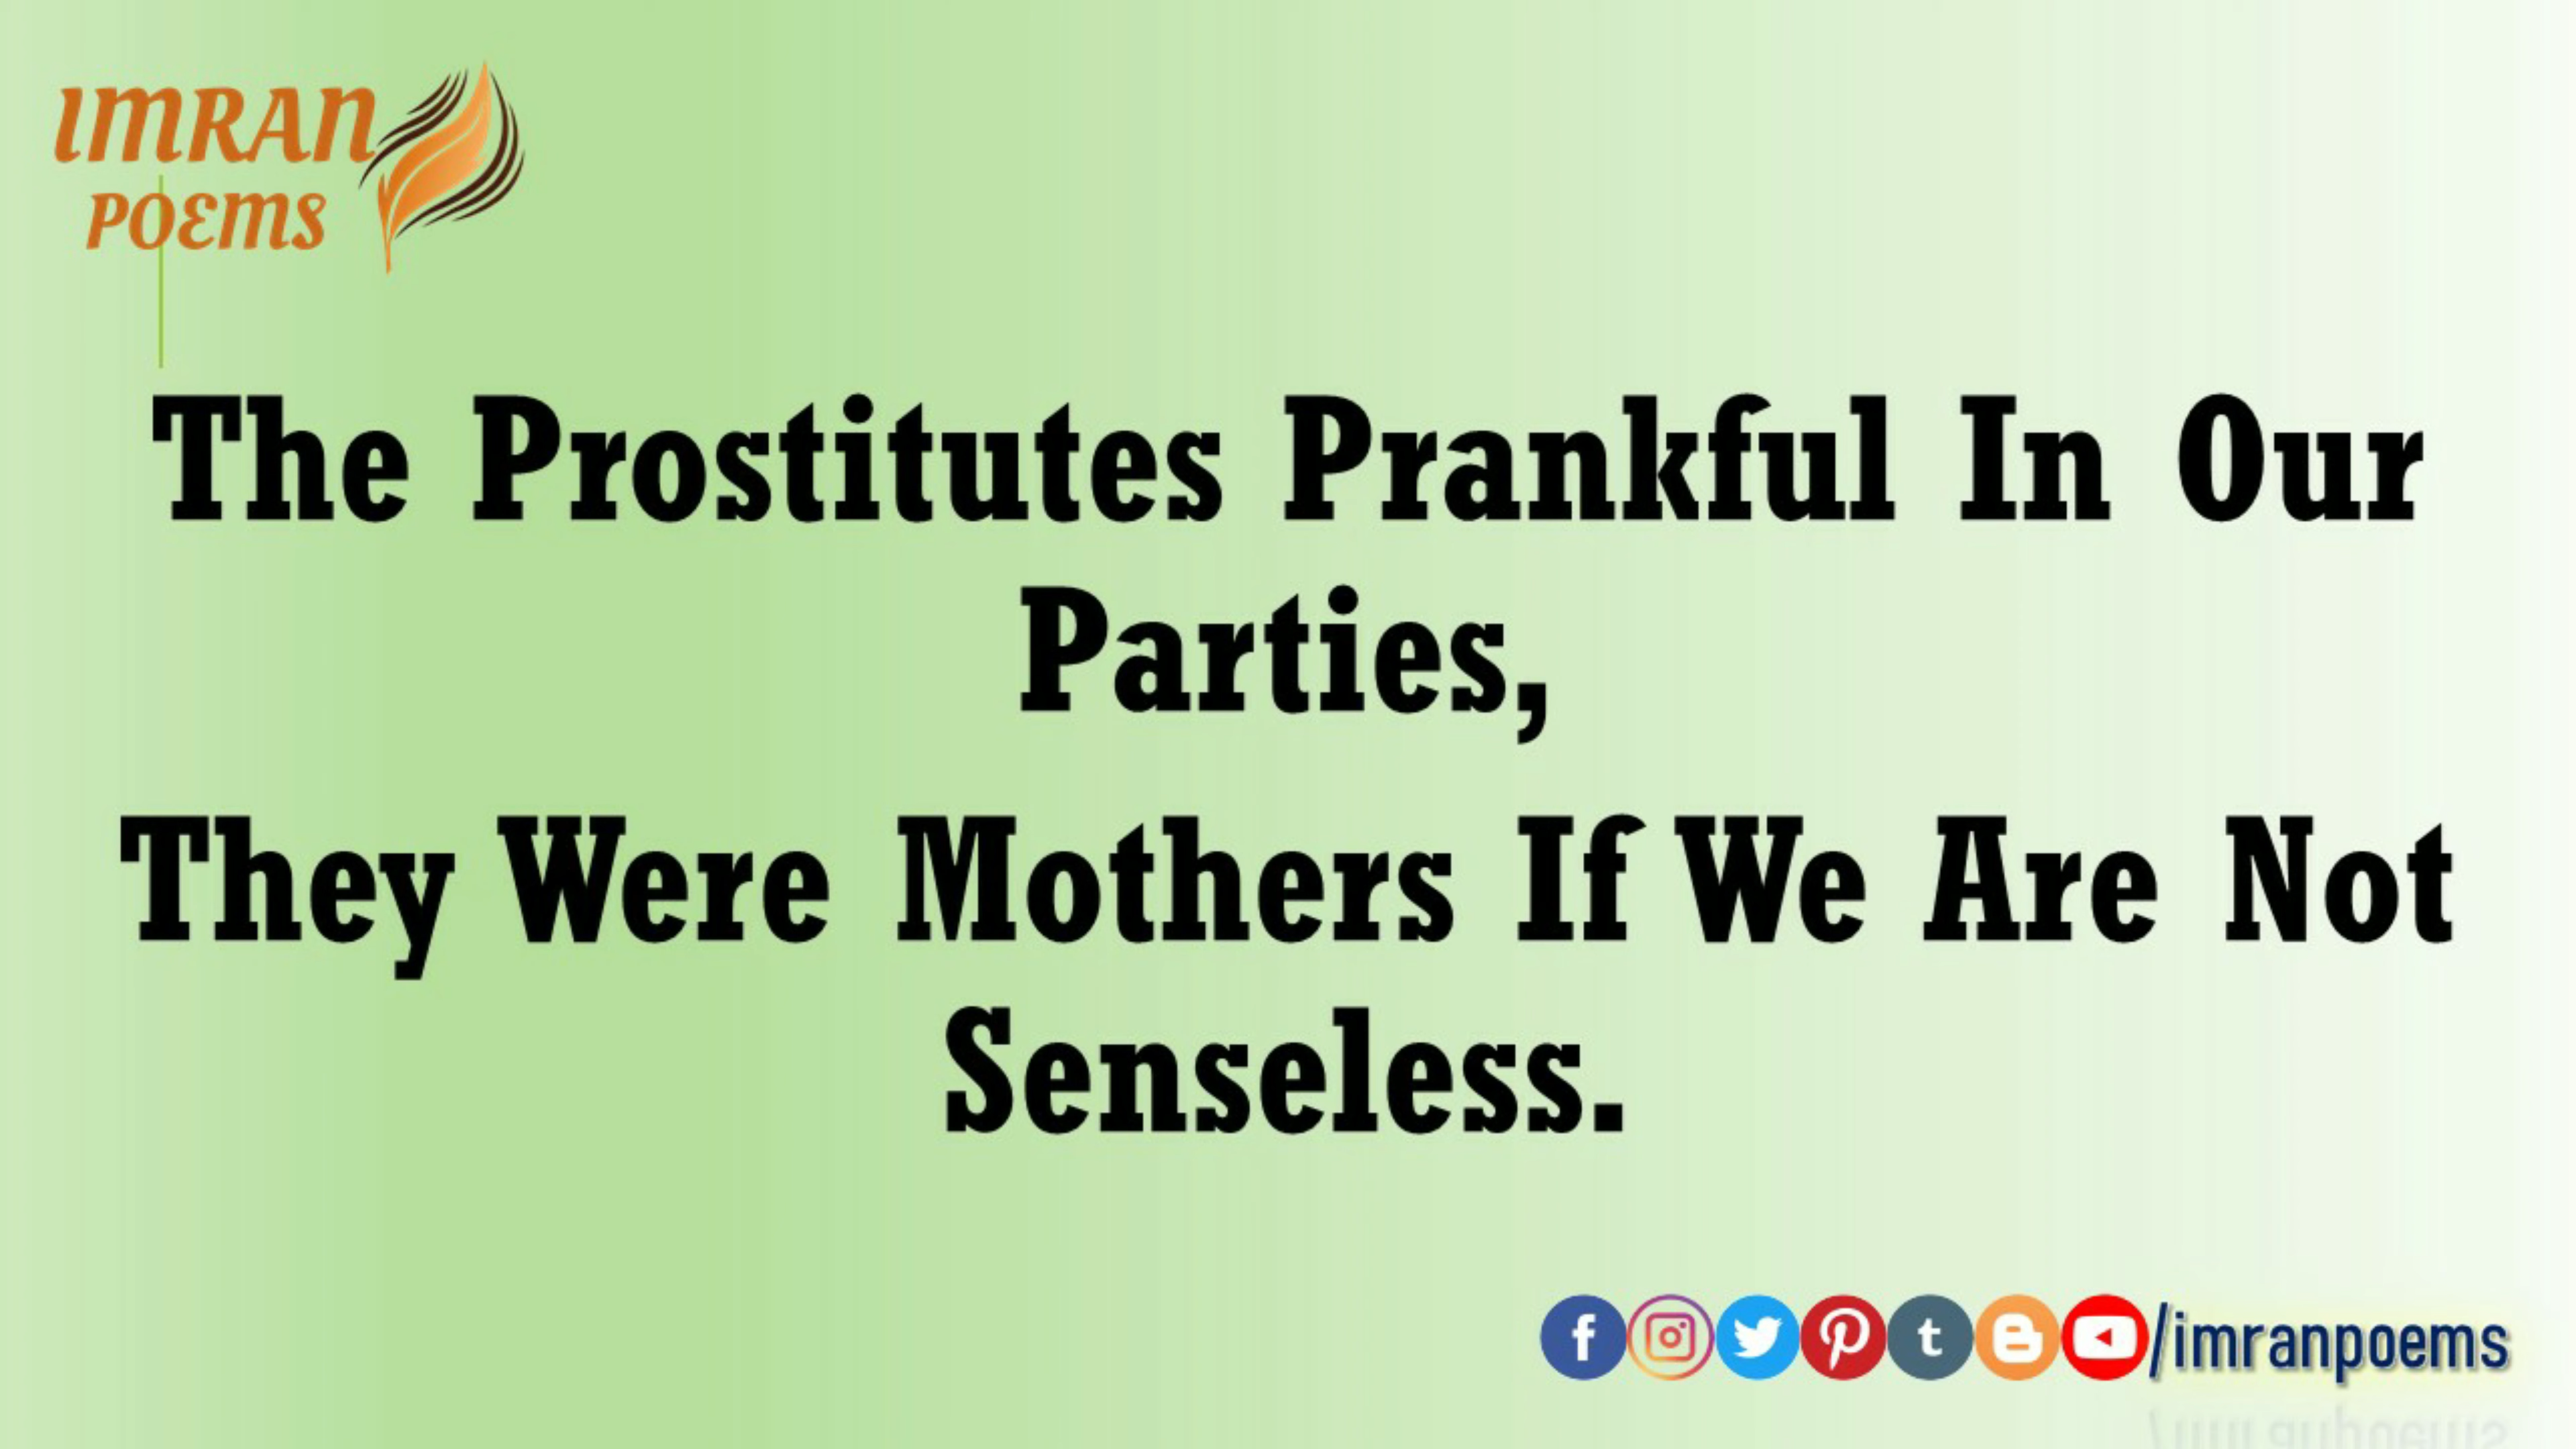 IMRAN
POEMS
The Prostitutes Prankful In Our
Parties,
They Were Mothers If We Are Not
Senseless.
/imranpoems